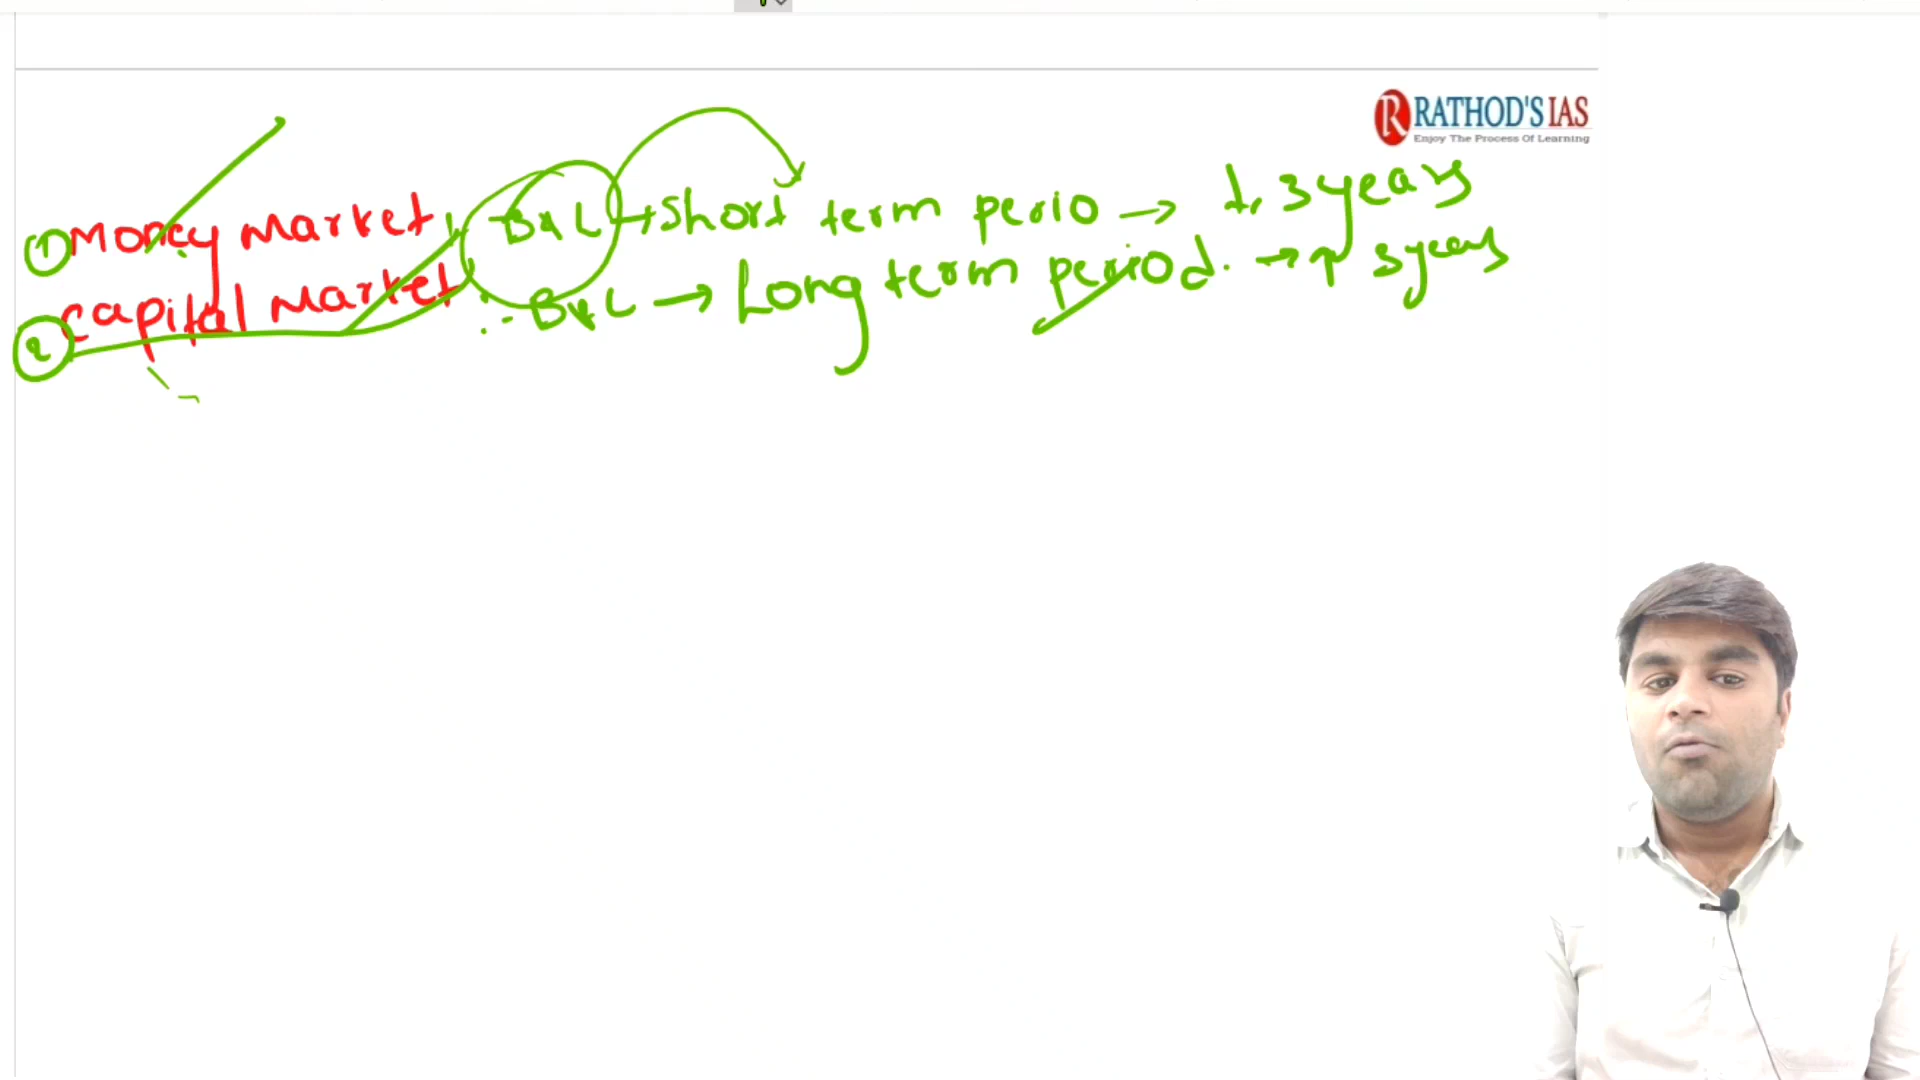 RATHOD'S IAS
Enjoy The Process Of Learning
① Money Market :- B & L → Short term perio → ↓ 3 years
② Capital Market :- B & L → Long term period. → ↑ 3 years